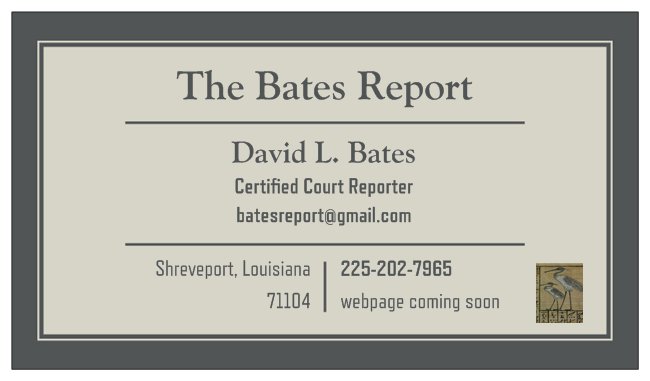 The Bates Report
David L. Bates
Certified Court Reporter
batesreport@gmail.com
Shreveport, Louisiana
71104
225-202-7965
webpage coming soon